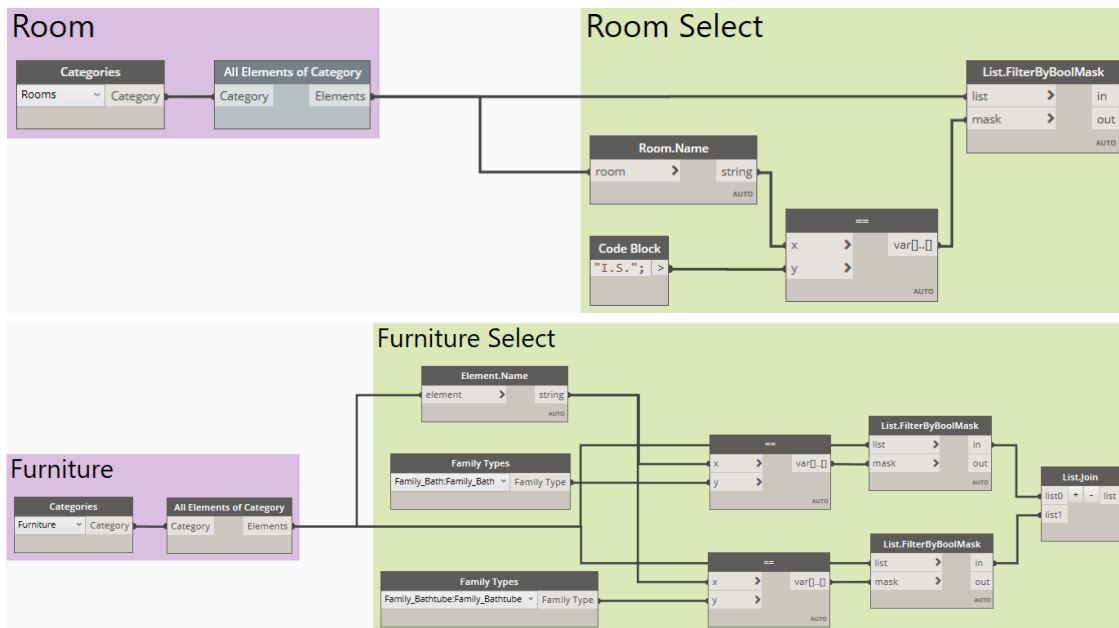 Room
Room Select
Categories
All Elements of Category
List.FilterByBoolMask
Rooms
Category
Category
Elements
list
>
in
mask
>
out
AUTO
Room.Name
room
>
string
AUTO
==
x
>
var[]..[]
y
>
AUTO
Code Block
"I.S.";
>
Furniture Select
Element.Name
element
>
string
AUTO
Furniture
Categories
All Elements of Category
Furniture
Category
Category
Elements
Family Types
Family_Bath:Family_Bath
Family Type
==
x
>
var[]..[]
y
>
AUTO
List.FilterByBoolMask
list
>
in
mask
>
out
AUTO
List.Join
list0
+
-
list
list1
AUTO
Family Types
Family_Bathtube:Family_Bathtube
Family Type
==
x
>
var[]..[]
y
>
AUTO
List.FilterByBoolMask
list
>
in
mask
>
out
AUTO